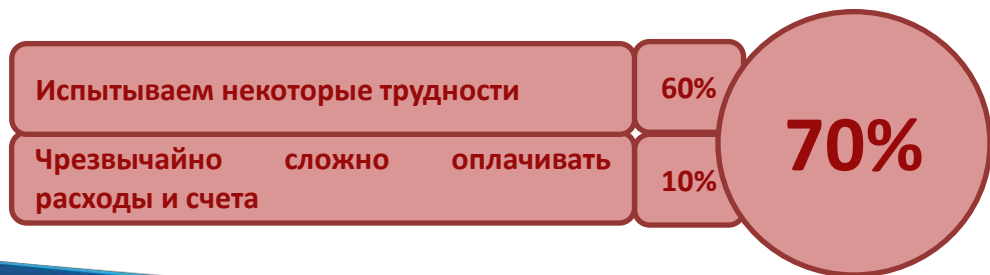 Испытываем некоторые трудности
60%
Чрезвычайно сложно оплачивать
расходы и счета
10%
70%